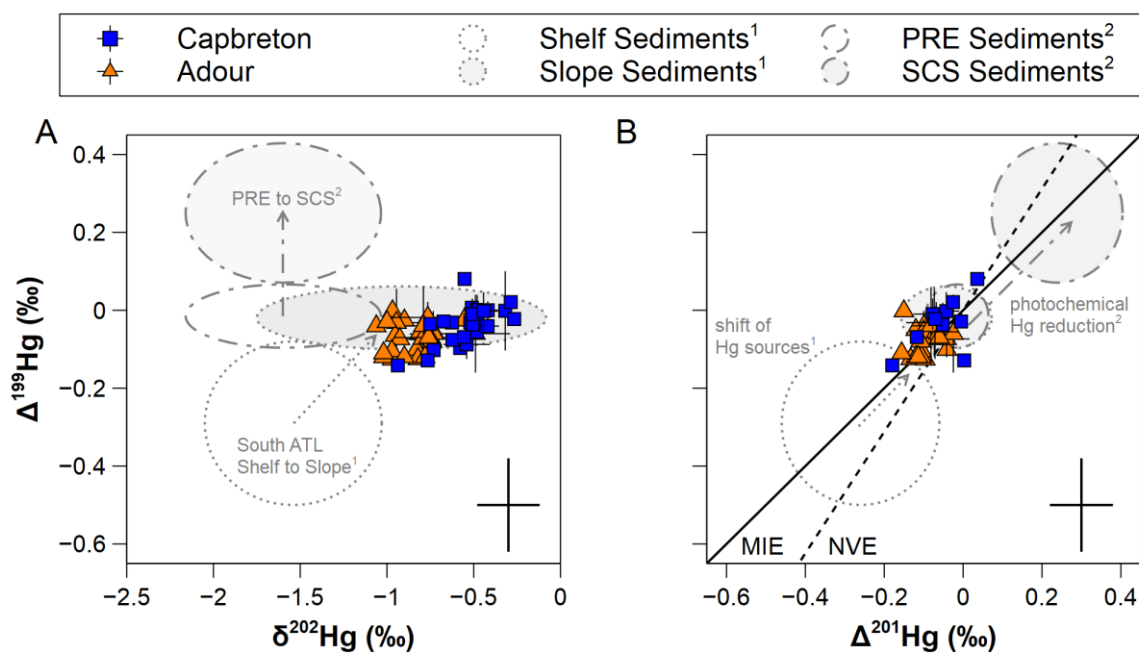 Capbreton
Adour
Shelf Sediments¹
Slope Sediments¹
PRE Sediments²
SCS Sediments²
A
0.4
0.2
0
−0.2
−0.4
−0.6
Δ¹⁹⁹Hg (‰)
PRE to SCS²
South ATL
Shelf to Slope¹
−2.5
−2
−1.5
−1
−0.5
0
δ²⁰²Hg (‰)
B
shift of
Hg sources¹
photochemical
Hg reduction²
MIE
NVE
−0.6
−0.4
−0.2
0
0.2
0.4
Δ²⁰¹Hg (‰)